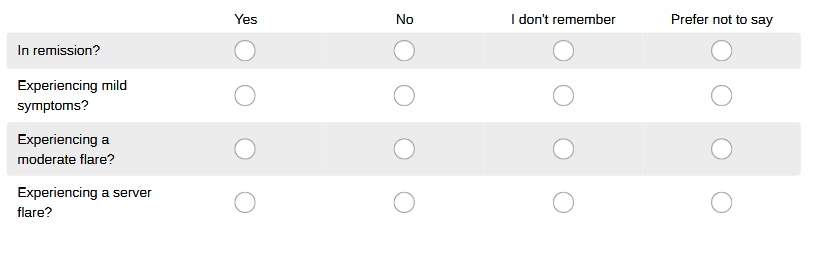 Yes No I don't remember Prefer not to say
In remission?
Experiencing mild
symptoms?
Experiencing a
moderate flare?
Experiencing a server
flare?